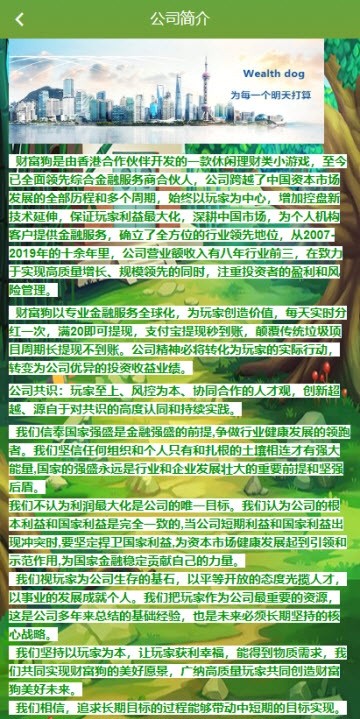 公司简介
Wealth dog
为每一个明天打算
财富狗是由香港合作伙伴开发的一款休闲理财类小游戏，至今
已全面领先综合金融服务商合伙人，公司跨越了中国资本市场
发展的全部历程和多个周期，始终以玩家为中心，增加控盘新
技术延伸，保证玩家利益最大化，深耕中国市场，为个人机构
客户提供金融服务，确立了全方位的行业领先地位，从2007-
2019年的十余年里，公司营业额收入有八年行业前三，在致力
于实现高质量增长、规模领先的同时，注重投资者的盈利和风
险管理。
财富狗以专业金融服务全球化，为玩家创造价值，每天实时分
红一次，满20即可提现，支付宝提现秒到账，颠覆传统垃圾项
目周期长提现不到账。公司精神必将转化为玩家的实际行动，
转变为公司优异的投资收益业绩。
公司共识：玩家至上、风控为本、协同合作的人才观，创新超
越、源自于对共识的高度认同和持续实践。
我们信奉国家强盛是金融强盛的前提,争做行业健康发展的领跑
者。我们坚信任何组织和个人只有和扎根的土壤相连才有强大
能量,国家的强盛永远是行业和企业发展壮大的重要前提和坚强
后盾。
我们不认为利润最大化是公司的唯一目标。我们认为公司的根
本利益和国家利益是完全一致的,当公司短期利益和国家利益出
现冲突时,要坚定捍卫国家利益,为资本市场健康发展起到引领和
示范作用,为国家金融稳定贡献自己的力量。
我们视玩家为公司生存的基石，以平等开放的态度光揽人才，
以事业的发展成就个人。我们把玩家作为公司最重要的资源，
这是公司多年来总结的基础经验，也是未来必须长期坚持的核
心战略。
我们坚持以玩家为本，让玩家获利幸福，能得到物质需求，我
们共同实现财富狗的美好愿景，广纳高质量玩家共同创造财富
狗美好未来。
我们相信，追求长期目标的过程能够带动中短期的目标实现。